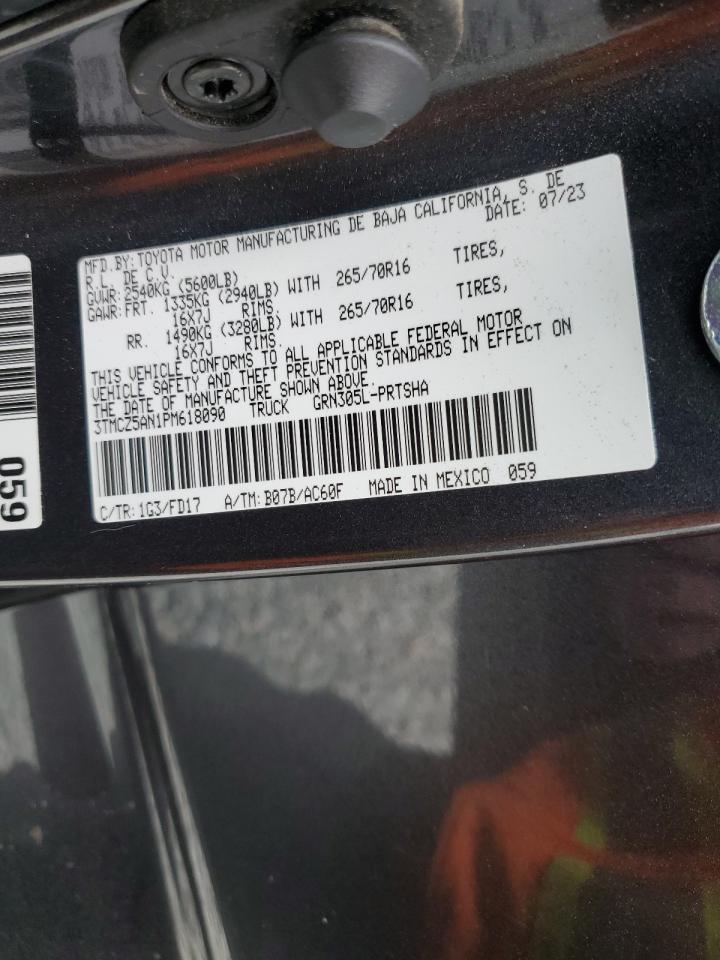 MFD.BY:TOYOTA MOTOR MANUFACTURING DE BAJA CALIFORNIA, S. DE
R.L. DE C.V. DATE: 07/23
GVWR:2540KG (5600LB)
GAWR:FRT. 1335KG (2940LB) WITH 265/70R16 TIRES,
16X7J RIMS.
RR. 1490KG (3280LB) WITH 265/70R16 TIRES,
16X7J RIMS.
THIS VEHICLE CONFORMS TO ALL APPLICABLE FEDERAL MOTOR
VEHICLE SAFETY AND THEFT PREVENTION STANDARDS IN EFFECT ON
THE DATE OF MANUFACTURE SHOWN ABOVE.
3TMCZ5AN1PM618090 TRUCK GRN305L-PRTSHA
C/TR:1G3/FD17 A/TM:B07B/AC60F MADE IN MEXICO 059
059